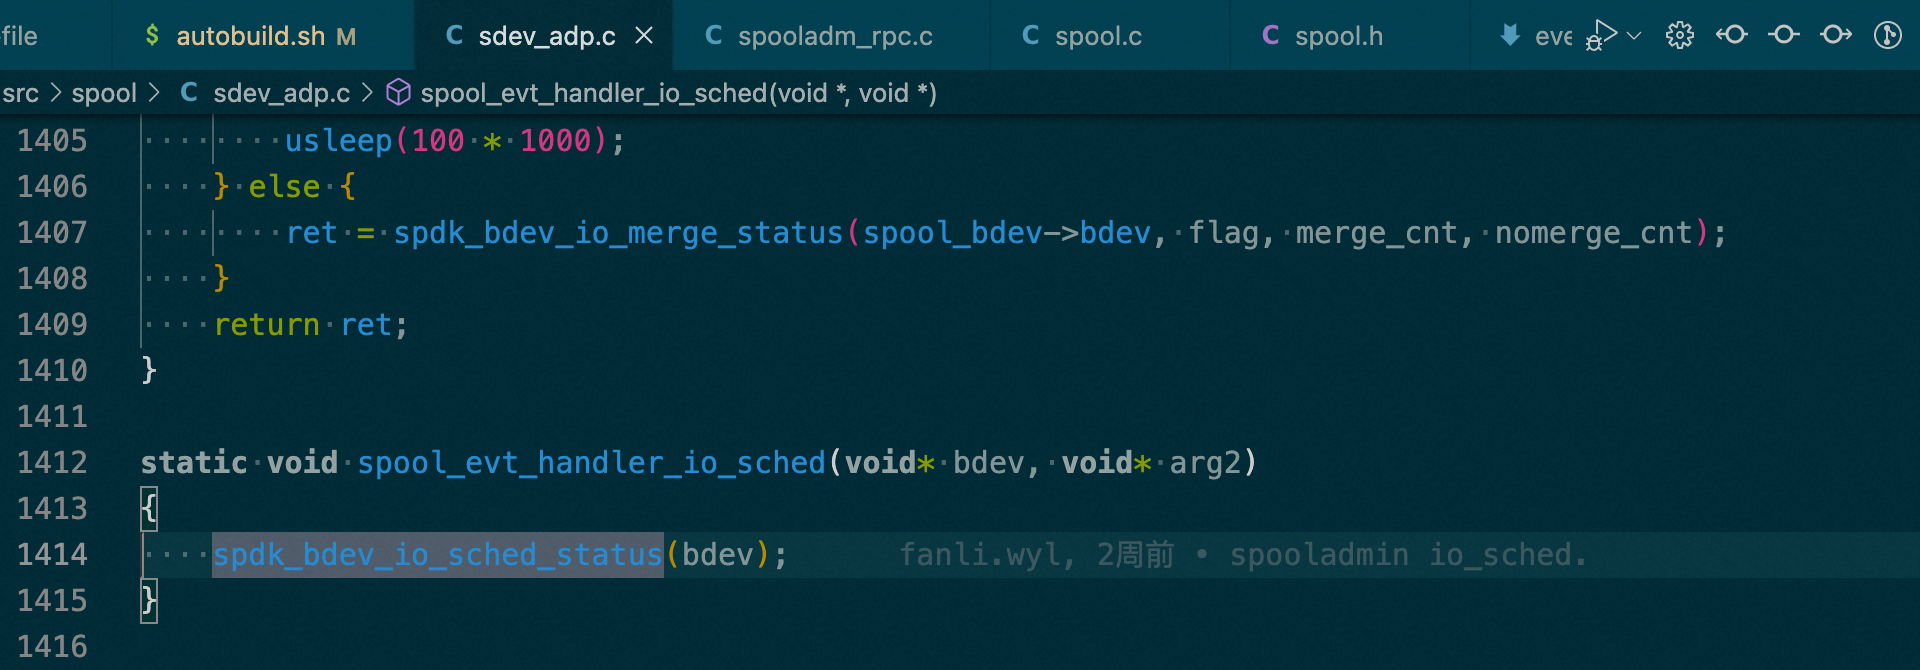 file $ autobuild.sh M C sdev_adp.c C spooladm_rpc.c C spool.c C spool.h eve
src > spool > C sdev_adp.c > spool_evt_handler_io_sched(void *, void *)
1405 ········usleep(100 * 1000);
1406 ····}·else·{
1407 ········ret·=·spdk_bdev_io_merge_status(spool_bdev->bdev,·flag,·merge_cnt,·nomerge_cnt);
1408 ····}
1409 ····return·ret;
1410 }
1411
1412 static·void·spool_evt_handler_io_sched(void*·bdev,·void*·arg2)
1413 {
1414 ····spdk_bdev_io_sched_status(bdev); fanli.wyl, 2周前 • spooladmin io_sched.
1415 }
1416